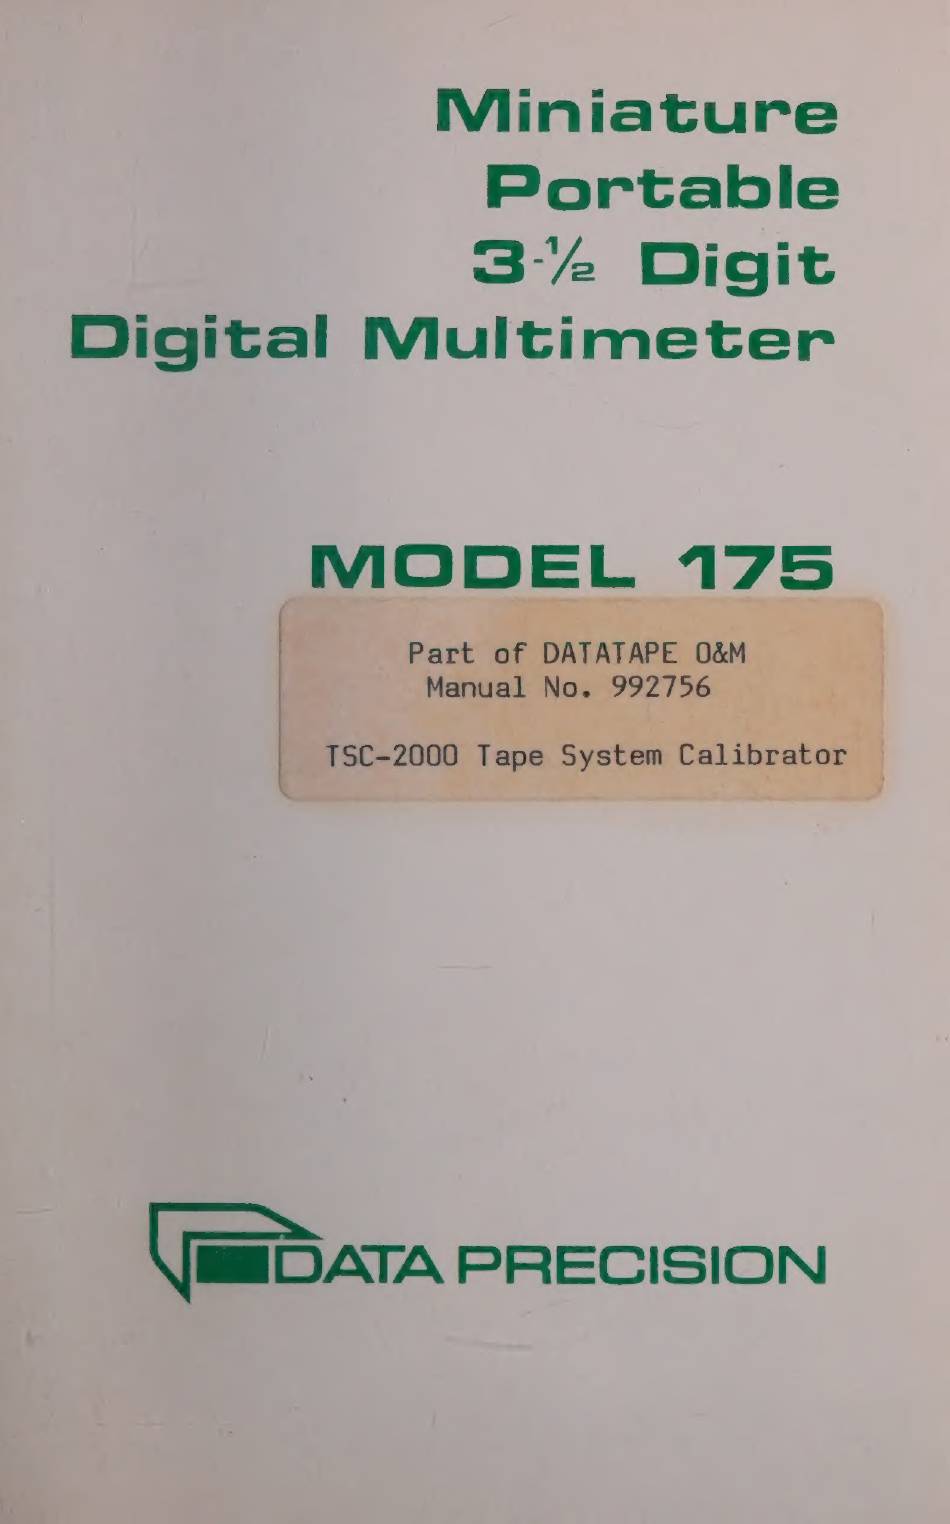 Miniature
Portable
3-½ Digit
Digital Multimeter
MODEL 175
Part of DATATAPE O&M
Manual No. 992756
TSC-2000 Tape System Calibrator
DATA PRECISION